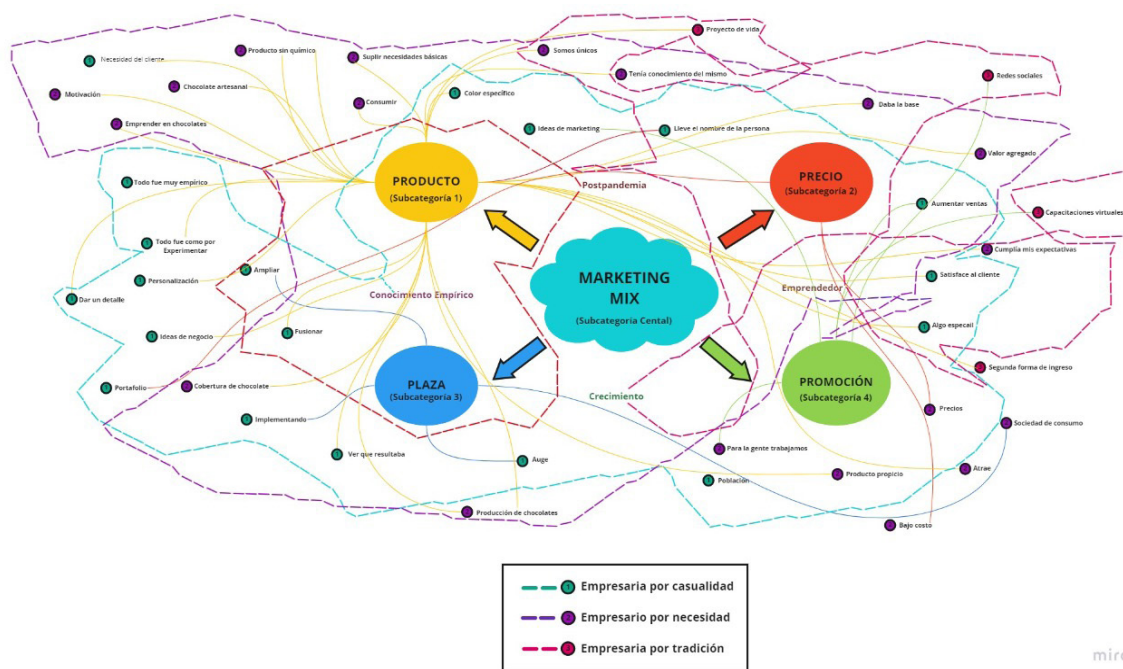 Proyecto de vida
Somos únicos
Producto sin químico
Suplir necesidades básicas
Necesidad del cliente
Tenía conocimiento del mismo
Redes sociales
Chocolate artesanal
Motivación
Color específico
Consumir
Daba la base
Emprender en chocolates
Ideas de marketing
Lleve el nombre de la persona
Valor agregado
PRODUCTO
(Subcategoría 1)
PRECIO
(Subcategoría 2)
Todo fue muy empírico
Postpandemia
Aumentar ventas
Capacitaciones virtuales
Todo fue como por
Experimentar
Cumplía mis expectativas
Ampliar
Personalización
Satisface al cliente
MARKETING
MIX
(Subcategoría Cental)
Emprendedor
Conocimiento Empírico
Dar un detalle
Algo especail
Ideas de negocio
Fusionar
Segunda forma de ingreso
PLAZA
(Subcategoría 3)
PROMOCIÓN
(Subcategoría 4)
Portafolio
Cobertura de chocolate
Crecimiento
Precios
Implementando
Sociedad de consumo
Para la gente trabajamos
Ver que resultaba
Auge
Atrae
Producto propicio
Población
Producción de chocolates
Bajo costo
1 Empresaria por casualidad
2 Empresario por necesidad
3 Empresaria por tradición
miro